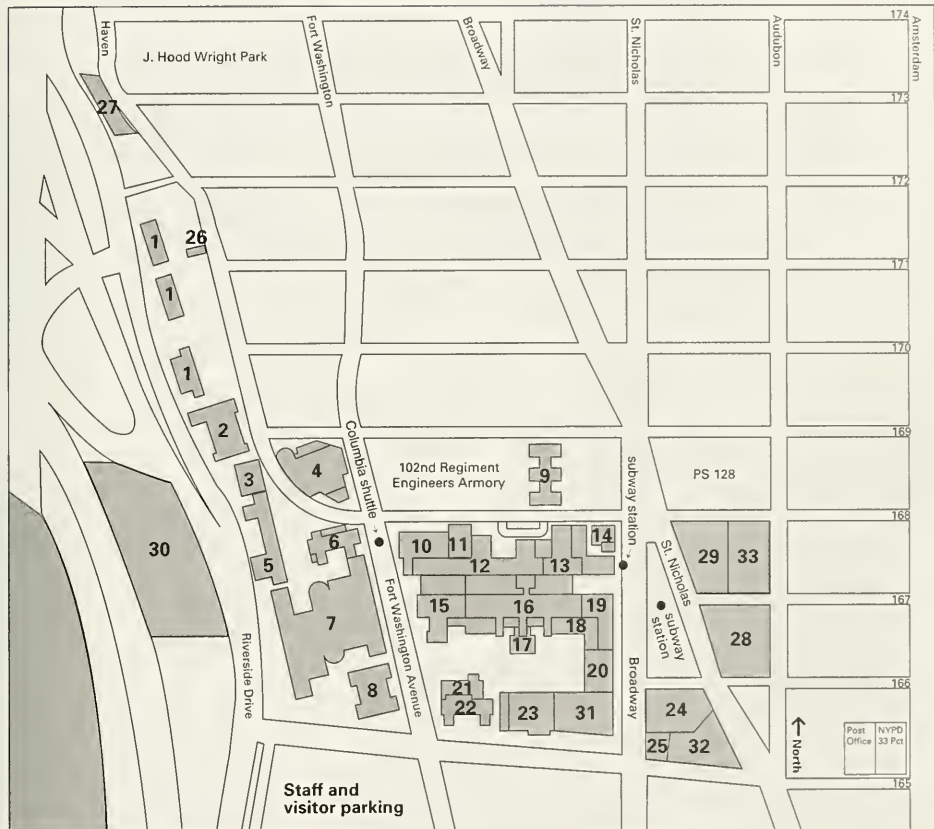 Haven
Fort Washington
Broadway
St. Nicholas
Audubon
Amsterdam
174
J. Hood Wright Park
173
27
172
1
26
171
1
170
1
2
169
Columbia shuttle
3
4
102nd Regiment
Engineers Armory
9
subway station
PS 128
168
30
5
6
10
11
12
13
14
St. Nicholas
29
33
167
7
Fort Washington Avenue
15
16
19
18
17
subway
station
28
Riverside Drive
8
20
Broadway
166
21
22
23
31
24
25
32
North
Post
Office
NYPD
33 Pct
165
Staff and
visitor parking